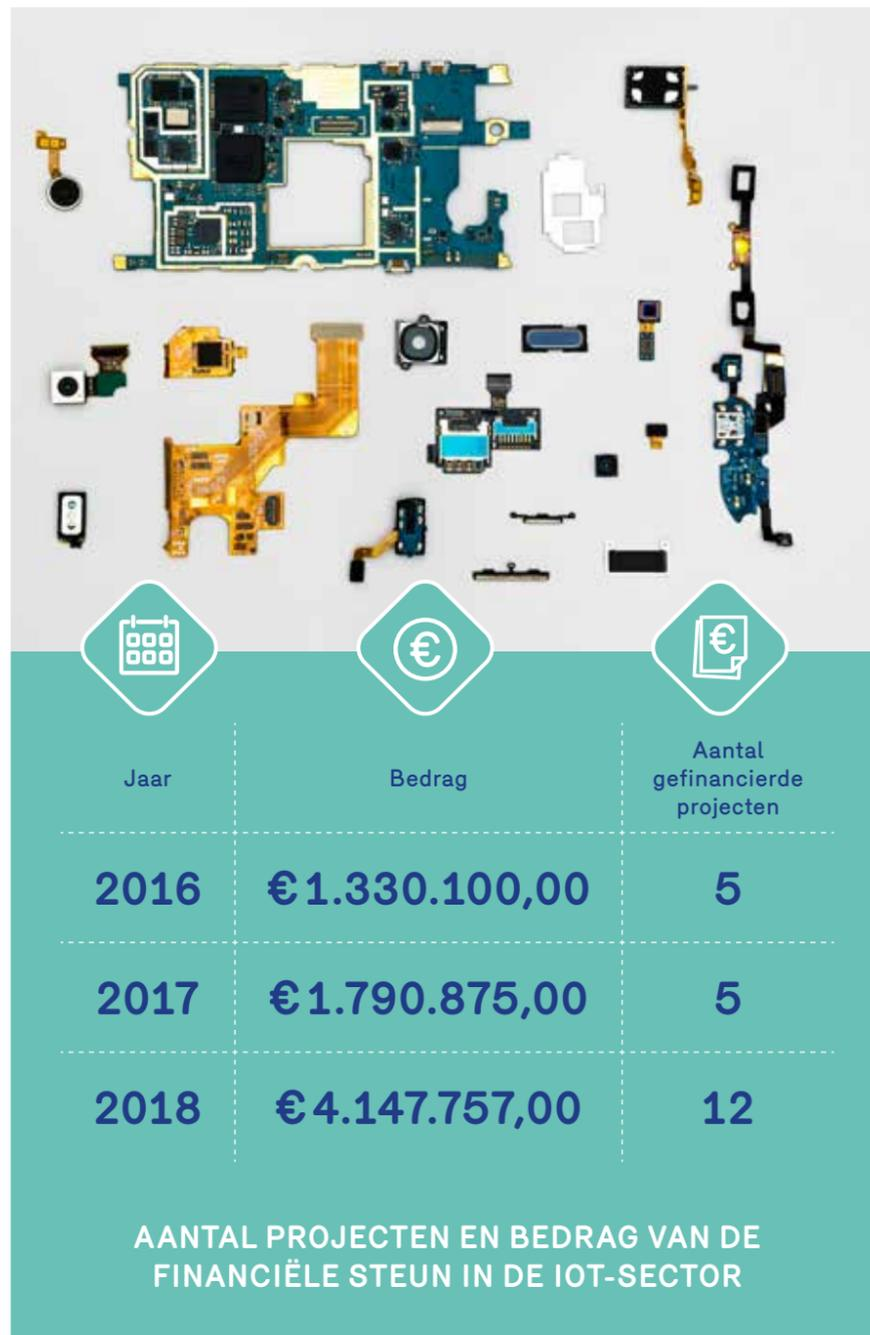 Jaar
Bedrag
Aantal
gefinancierde
projecten
2016 € 1.330.100,00 5
2017 € 1.790.875,00 5
2018 € 4.147.757,00 12
AANTAL PROJECTEN EN BEDRAG VAN DE
FINANCIËLE STEUN IN DE IOT-SECTOR